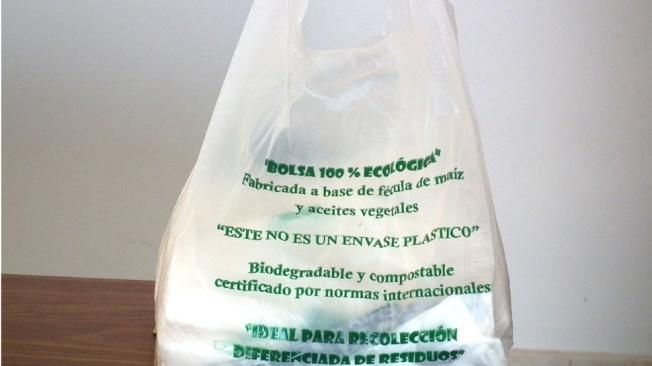 "BOLSA 100 % ECOLÓGICA"
Fabricada a base de fécula de maíz
y aceites vegetales
"ESTE NO ES UN ENVASE PLASTICO"
Biodegradable y compostable
certificado por normas internacionales
"IDEAL PARA RECOLECCIÓN
DIFERENCIADA DE RESIDUOS"